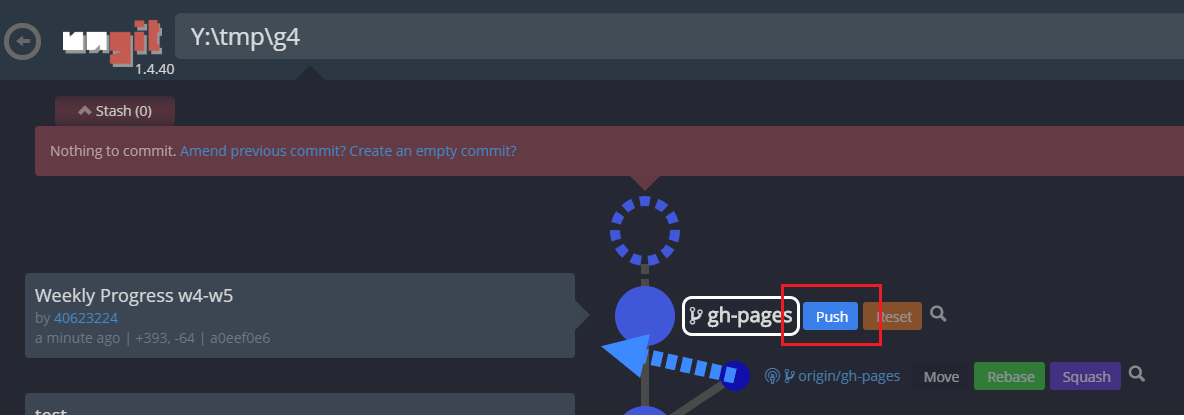 ungit
Y:\tmp\g4
1.4.40
Stash (0)
Nothing to commit. Amend previous commit? Create an empty commit?
Weekly Progress w4-w5
by 40623224
a minute ago | +393, -64 | a0eef0e6
gh-pages Push Reset
origin/gh-pages Move Rebase Squash
test